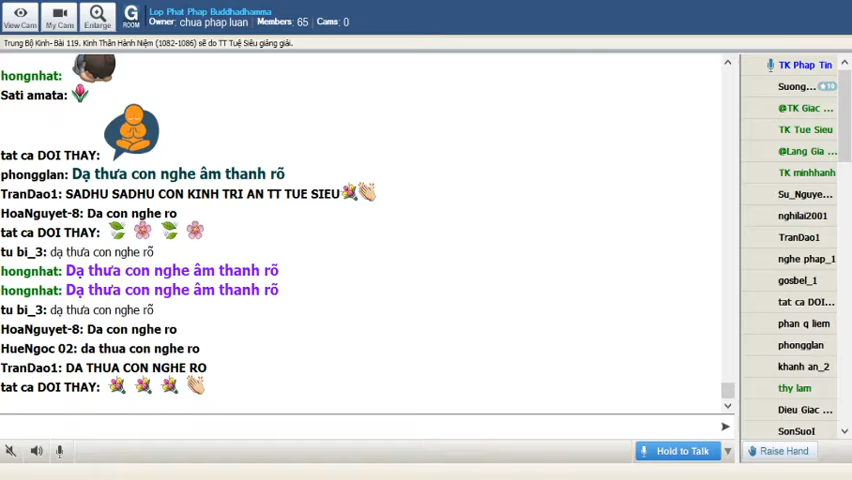 Lop Phat Phap Buddhadhamma
Owner: chua phap luan Members: 65 Cams: 0
View Cam My Cam Enlarge G ROOM
Trung Bộ Kinh- Bài 119. Kinh Thân Hành Niệm (1082-1086) sẽ do TT Tuệ Siêu giảng giải.
hongnhat:
Sati amata:
tat ca DOI THAY:
phongglan: Dạ thưa con nghe âm thanh rõ
TranDao1: SADHU SADHU CON KINH TRI AN TT TUE SIEU
HoaNguyet-8: Da con nghe ro
tat ca DOI THAY:
tu bi_3: dạ thưa con nghe rõ
hongnhat: Dạ thưa con nghe âm thanh rõ
hongnhat: Dạ thưa con nghe âm thanh rõ
tu bi_3: dạ thưa con nghe rõ
HoaNguyet-8: Da con nghe ro
HueNgoc 02: da thua con nghe ro
TranDao1: DA THUA CON NGHE RO
tat ca DOI THAY:
TK Phap Tin
Suong...
@TK Giac ...
TK Tue Sieu
@Lang Gia ...
TK minhhanh
Su_Nguye...
nghilai2001
TranDao1
nghe phap_1
gosbel_1
tat ca DOI...
phan q liem
phongglan
khanh an_2
thy lam
Dieu Giac ...
SonSuoI
Hold to Talk
Raise Hand